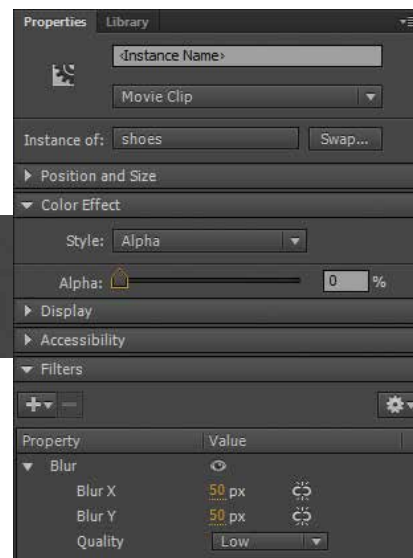 Properties Library
<Instance Name>
Movie Clip
Instance of: shoes Swap...
Position and Size
Color Effect
Style: Alpha
Alpha: 0 %
Display
Accessibility
Filters
Property Value
Blur
Blur X 50 px
Blur Y 50 px
Quality Low